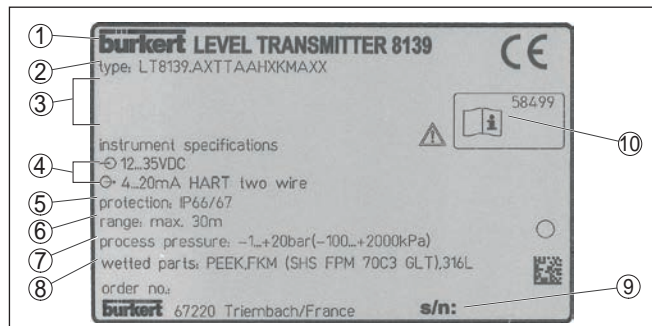 ① burkert LEVEL TRANSMITTER 8139
② type: LT8139.AXTTAAHXKMAXX
③
58499
⑩
instrument specifications
④ 12...35VDC
4...20mA HART two wire
⑤ protection: IP66/67
⑥ range: max. 30m
⑦ process pressure: -1...+20bar(-100...+2000kPa)
⑧ wetted parts: PEEK,FKM (SHS FPM 70C3 GLT),316L
order no.:
⑨
burkert 67220 Triembach/France s/n: